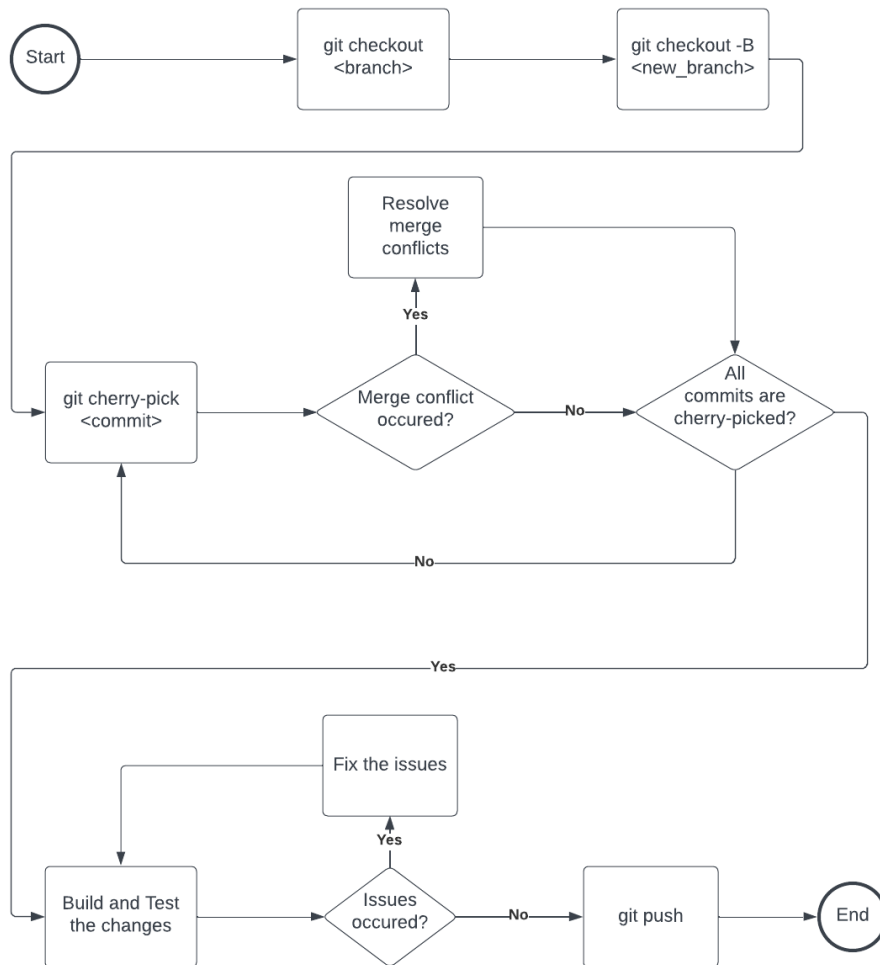 Start
git checkout
<branch>
git checkout -B
<new_branch>
Resolve
merge
conflicts
Yes
git cherry-pick
<commit>
Merge conflict
occured?
No
All
commits are
cherry-picked?
No
Yes
Fix the issues
Yes
Build and Test
the changes
Issues
occured?
No
git push
End